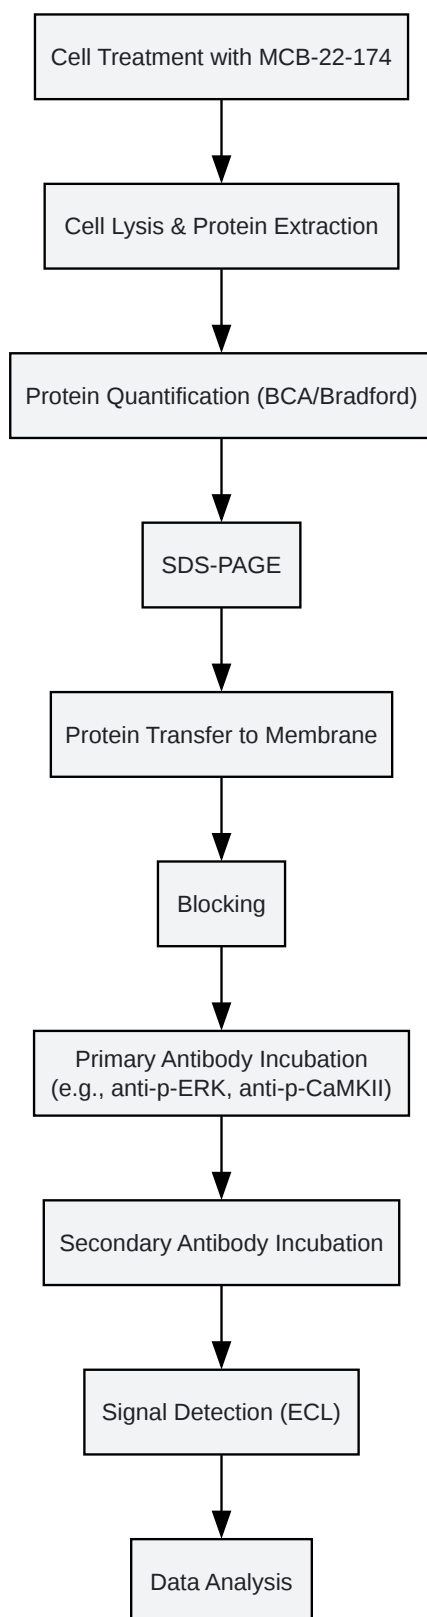 Cell Treatment with MCB-22-174
Cell Lysis & Protein Extraction
Protein Quantification (BCA/Bradford)
SDS-PAGE
Protein Transfer to Membrane
Blocking
Primary Antibody Incubation
(e.g., anti-p-ERK, anti-p-CaMKII)
Secondary Antibody Incubation
Signal Detection (ECL)
Data Analysis